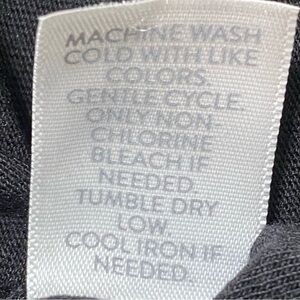 MACHINE WASH
COLD WITH LIKE
COLORS.
GENTLE CYCLE.
ONLY NON-
CHLORINE
BLEACH IF
NEEDED.
TUMBLE DRY
LOW.
COOL IRON IF
NEEDED.